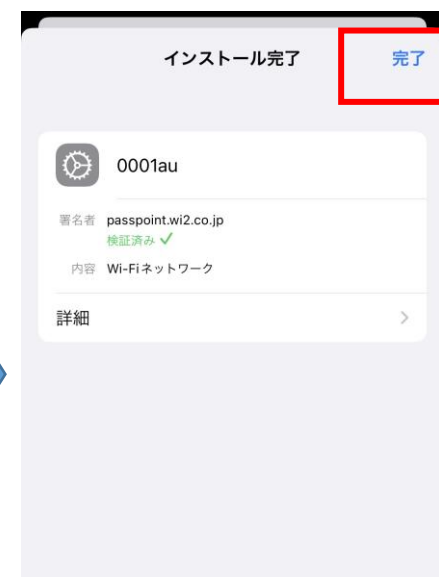 インストール完了
完了
0001au
署名者 passpoint.wi2.co.jp
検証済み ✓
内容 Wi-Fiネットワーク
詳細